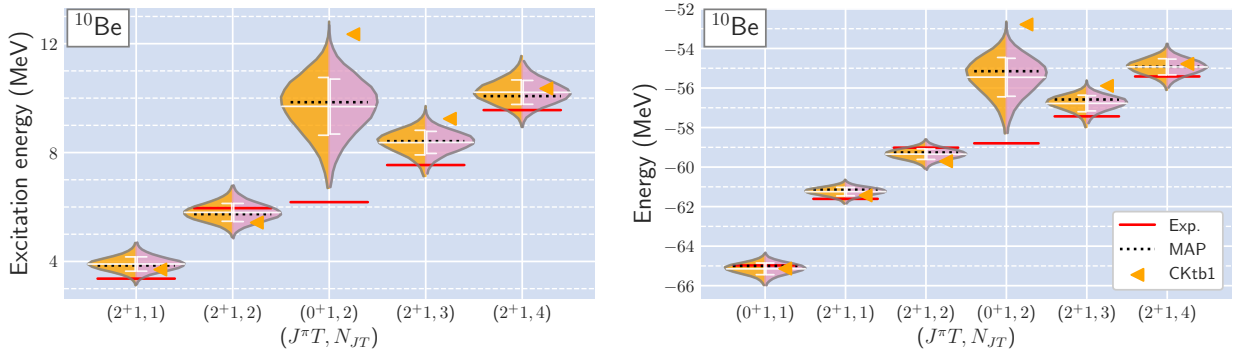 ¹⁰Be
Excitation energy (MeV)
12
8
4
(2⁺1, 1)
(2⁺1, 2)
(0⁺1, 2)
(2⁺1, 3)
(2⁺1, 4)
(JᵖT, N_JT)
¹⁰Be
Energy (MeV)
−52
−54
−56
−58
−60
−62
−64
−66
Exp.
MAP
CKtb1
(0⁺1, 1)
(2⁺1, 1)
(2⁺1, 2)
(0⁺1, 2)
(2⁺1, 3)
(2⁺1, 4)
(J^πT, N_JT)